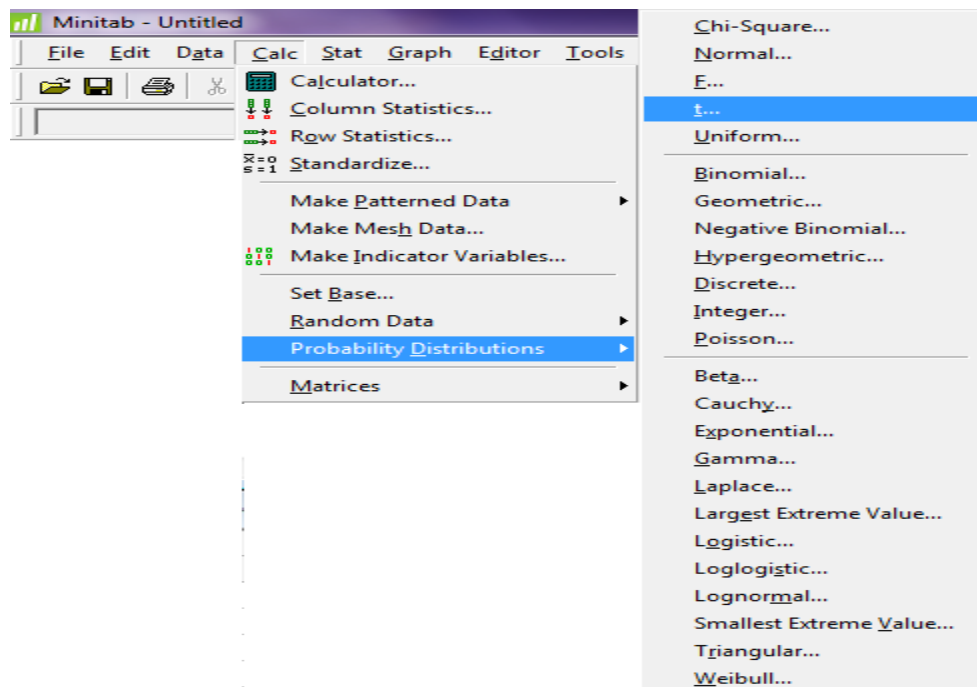 Minitab - Untitled
File Edit Data Calc Stat Graph Editor Tools
Calculator...
Column Statistics...
Row Statistics...
Standardize...
Make Patterned Data
Make Mesh Data...
Make Indicator Variables...
Set Base...
Random Data
Probability Distributions
Matrices
Chi-Square...
Normal...
F...
t...
Uniform...
Binomial...
Geometric...
Negative Binomial...
Hypergeometric...
Discrete...
Integer...
Poisson...
Beta...
Cauchy...
Exponential...
Gamma...
Laplace...
Largest Extreme Value...
Logistic...
Loglogistic...
Lognormal...
Smallest Extreme Value...
Triangular...
Weibull...